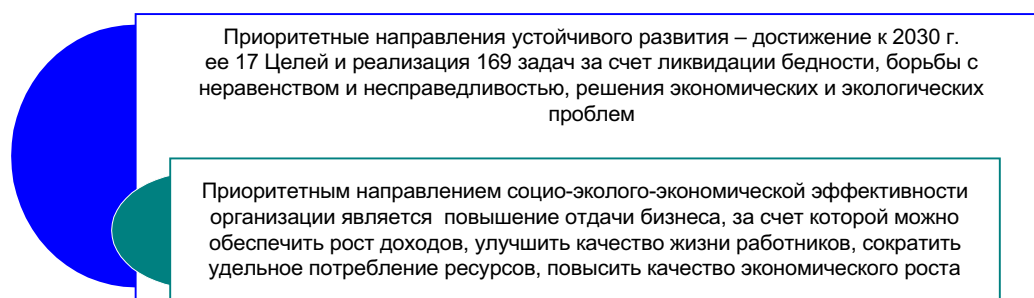 Приоритетные направления устойчивого развития – достижение к 2030 г.
ее 17 Целей и реализация 169 задач за счет ликвидации бедности, борьбы с
неравенством и несправедливостью, решения экономических и экологических
проблем
Приоритетным направлением социо-эколого-экономической эффективности
организации является повышение отдачи бизнеса, за счет которой можно
обеспечить рост доходов, улучшить качество жизни работников, сократить
удельное потребление ресурсов, повысить качество экономического роста